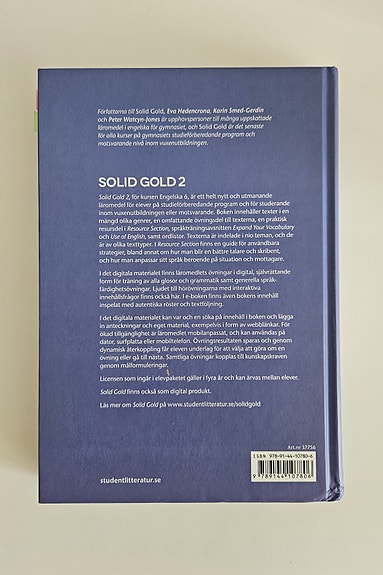 Författarna till Solid Gold, Eva Hedencrona, Karin Smed-Gerdin
och Peter Watcyn-Jones är upphovspersoner till många uppskattade
läromedel i engelska för gymnasiet, och Solid Gold är det senaste
för alla kurser på gymnasiets studieförberedande program och
motsvarande nivå inom vuxenutbildningen.
SOLID GOLD 2
Solid Gold 2, för kursen Engelska 6, är ett helt nytt och utmanande
läromedel för elever på studieförberedande program och för studerande
inom vuxenutbildningen eller motsvarande. Boken innehåller texter i en
mängd olika genrer, en omfattande övningsdel till texterna, en praktisk
resursdel i Resource Section, språkträningsavsnitten Expand Your Vocabulary
och Use of English, samt ordlistor. Texterna är indelade i nio teman, och de
är av olika texttyper. I Resource Section finns en guide för användbara
strategier, bland annat om hur man blir en bättre talare och skribent,
och hur man anpassar sitt språk beroende på situation och mottagare.
I det digitala materialet finns läromedlets övningar i digital, självrättande
form för träning av alla glosor och grammatik samt generella språk-
färdighetsövningar. Ljudet till hörövningarna med interaktiva
innehållsfrågor finns också här. I e-boken finns även bokens innehåll
inspelat med autentiska röster och textföljning.
I det digitala materialet kan var och en söka på innehåll i boken och lägga
in anteckningar och eget material, exempelvis i form av webblänkar. För
ökad tillgänglighet är läromedlet mobilanpassat, och kan användas på
dator, surfplatta eller mobiltelefon. Övningsresultaten sparas och genom
dynamisk återkoppling får eleven underlag för att välja att göra om en
övning eller gå till nästa. Samtliga övningar kopplas till kunskapskraven
genom målformuleringar.
Licensen som ingår i elevpaketet gäller i fyra år och kan ärvas mellan elever.
Solid Gold finns också som digital produkt.
Läs mer om Solid Gold på www.studentlitteratur.se/solidgold
Art.nr 37756
ISBN 978-91-44-10780-6
9 789144 107806
studentlitteratur.se